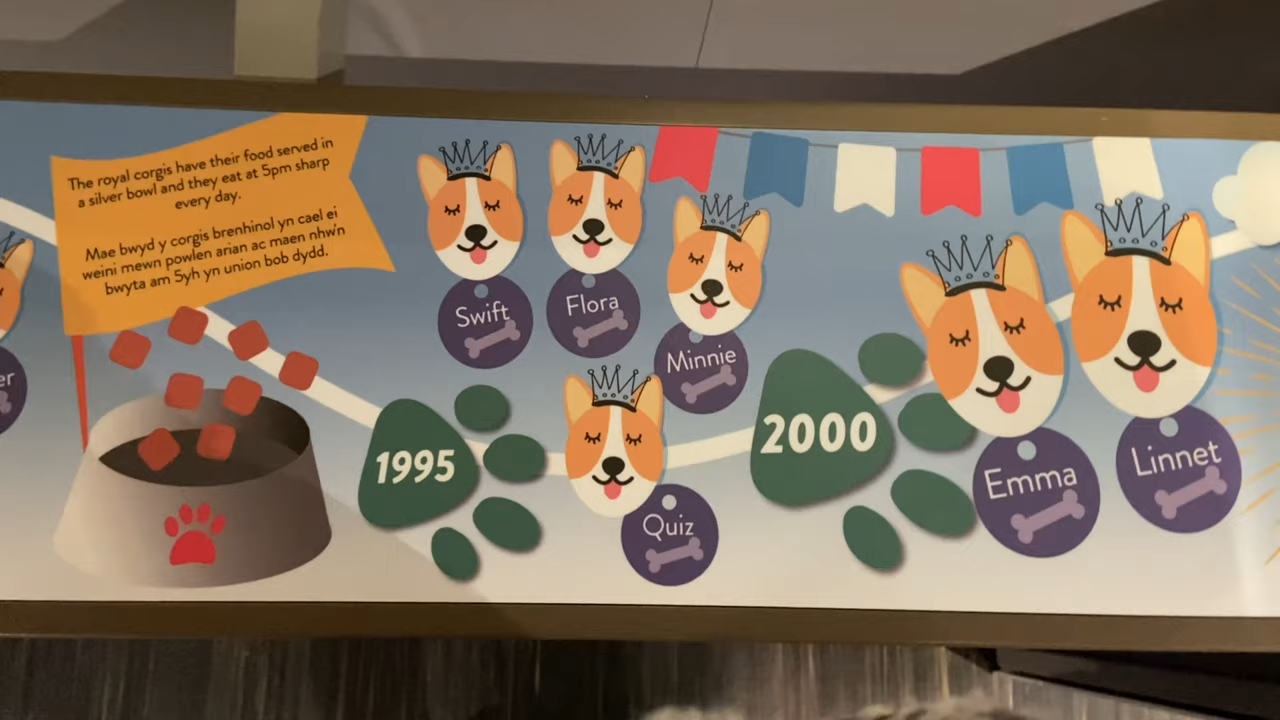 The royal corgis have their food served in
a silver bowl and they eat at 5pm sharp
every day.
Mae bwyd y corgis brenhinol yn cael ei
weini mewn powlen arian ac maen nhw'n
bwyta am 5yh yn union bob dydd.
er
1995
Swift
Flora
Minnie
Quiz
2000
Emma
Linnet